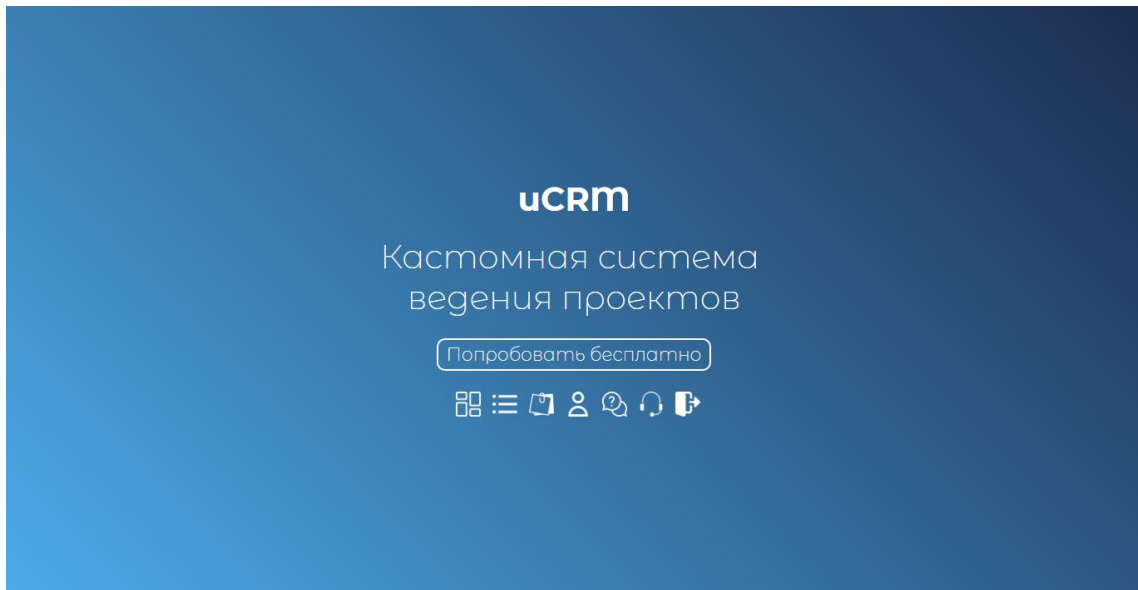 uCRM
Кастомная система
ведения проектов
Попробовать бесплатно